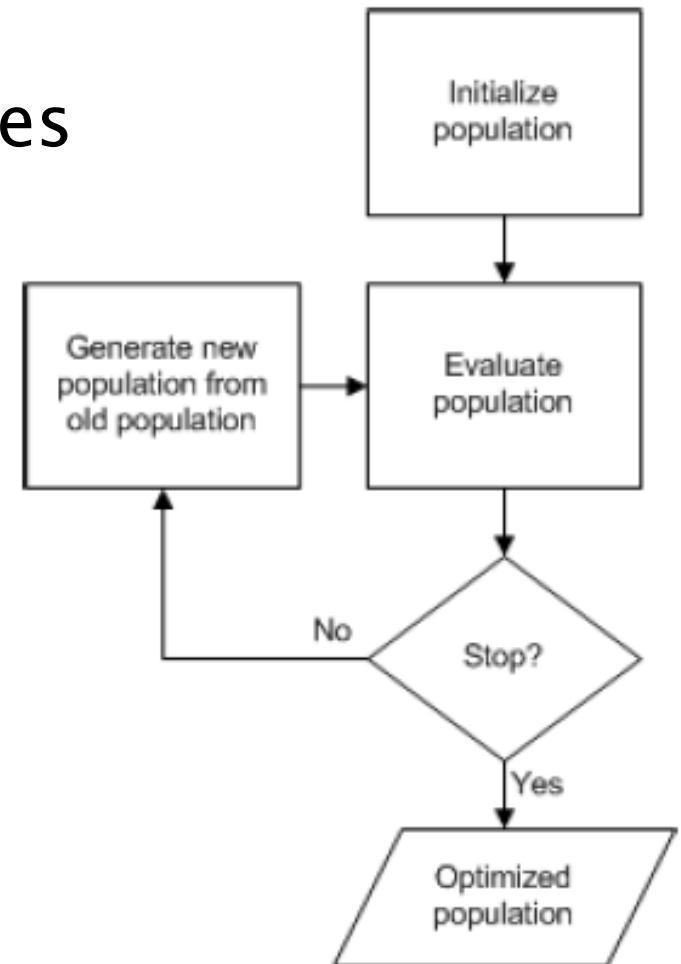 es
Initialize
population
Generate new
population from
old population
Evaluate
population
No
Stop?
Yes
Optimized
population